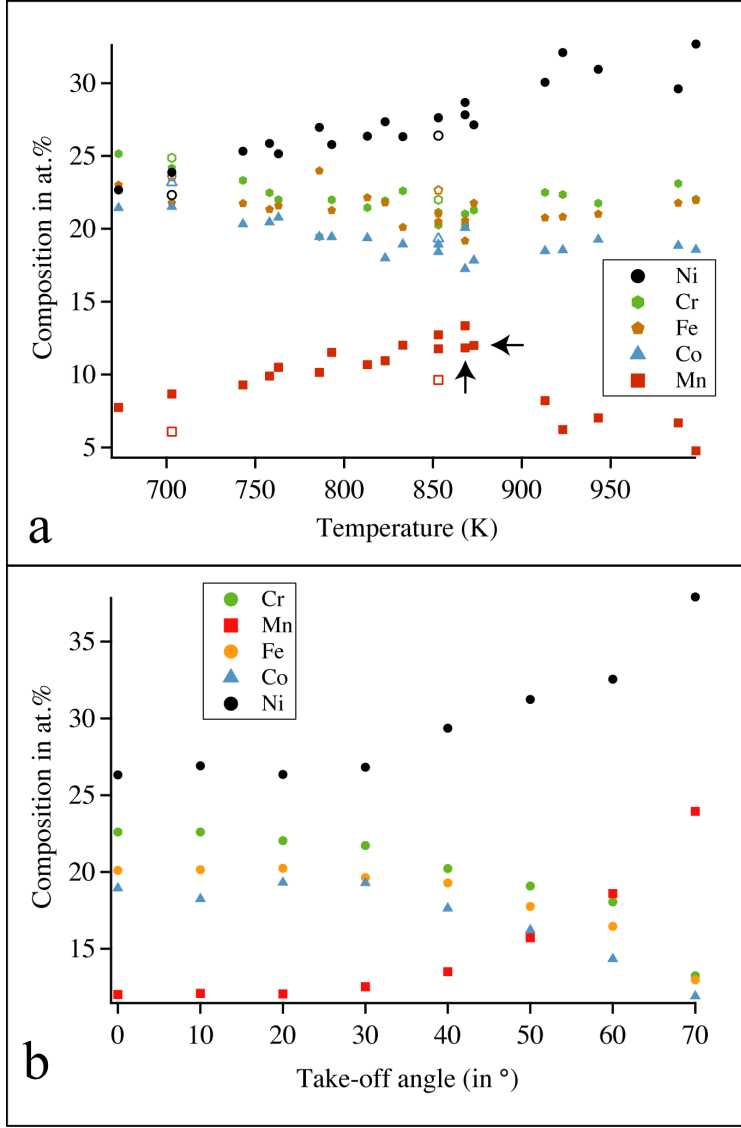 Composition in at.%
30
25
20
15
10
5
700
750
800
850
900
950
Temperature (K)
Ni
Cr
Fe
Co
Mn
a
Composition in at.%
35
30
25
20
15
0
10
20
30
40
50
60
70
Take-off angle (in °)
Cr
Mn
Fe
Co
Ni
b